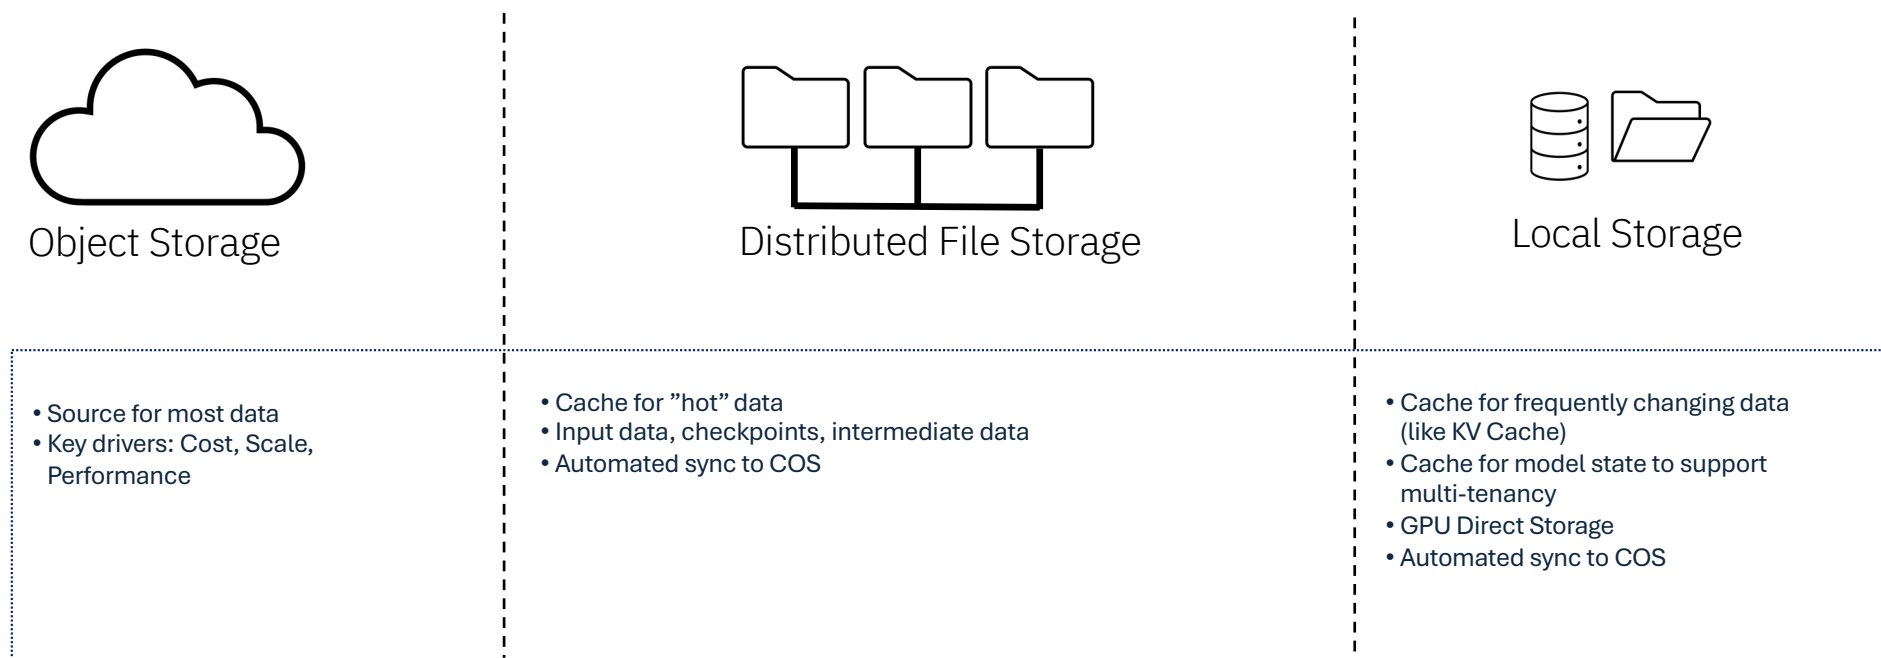 Object Storage
Distributed File Storage
Local Storage
• Source for most data
• Key drivers: Cost, Scale,
Performance
• Cache for ”hot” data
• Input data, checkpoints, intermediate data
• Automated sync to COS
• Cache for frequently changing data
(like KV Cache)
• Cache for model state to support
multi-tenancy
• GPU Direct Storage
• Automated sync to COS